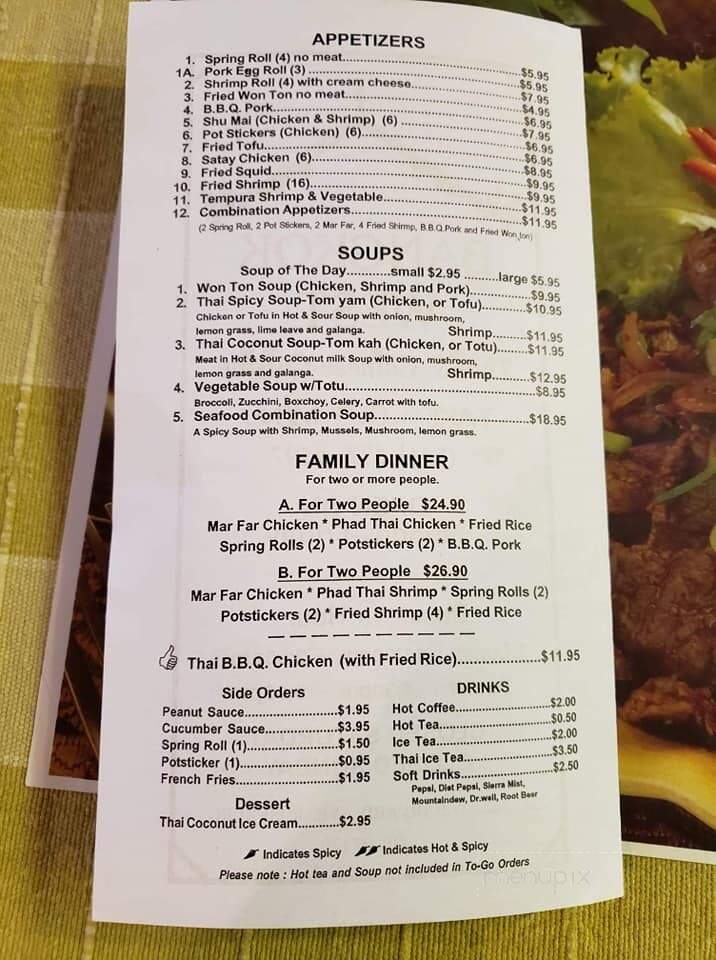 APPETIZERS
1. Spring Roll (4) no meat..........$5.95
1A. Pork Egg Roll (3)..........$5.95
2. Shrimp Roll (4) with cream cheese..........$7.95
3. Fried Won Ton no meat..........$4.95
4. B.B.Q. Pork..........$6.95
5. Shu Mai (Chicken & Shrimp) (6)..........$7.95
6. Pot Stickers (Chicken) (6)..........$6.95
7. Fried Tofu..........$6.95
8. Satay Chicken (6)..........$8.95
9. Fried Squid..........$9.95
10. Fried Shrimp (16)..........$9.95
11. Tempura Shrimp & Vegetable..........$11.95
12. Combination Appetizers..........$11.95
(2 Spring Roll, 2 Pot Stickers, 2 Mar Far, 4 Fried Shirmp, B.B.Q.Pork and Fried Won ton)
SOUPS
Soup of The Day............small $2.95 ..........large $5.95
1. Won Ton Soup (Chicken, Shrimp and Pork)..........$9.95
2. Thai Spicy Soup-Tom yam (Chicken, or Tofu)..........$10.95
Chicken or Tofu in Hot & Sour Soup with onion, mushroom,
lemon grass, lime leave and galanga. Shrimp..........$11.95
3. Thai Coconut Soup-Tom kah (Chicken, or Totu)........$11.95
Meat in Hot & Sour Coconut milk Soup with onion, mushroom,
lemon grass and galanga. Shrimp..........$12.95
4. Vegetable Soup w/Totu..........$8.95
Broccoli, Zucchini, Boxchoy, Celery, Carrot with tofu.
5. Seafood Combination Soup..........$18.95
A Spicy Soup with Shrimp, Mussels, Mushroom, lemon grass.
FAMILY DINNER
For two or more people.
A. For Two People $24.90
Mar Far Chicken * Phad Thai Chicken * Fried Rice
Spring Rolls (2) * Potstickers (2) * B.B.Q. Pork
B. For Two People $26.90
Mar Far Chicken * Phad Thai Shrimp * Spring Rolls (2)
Potstickers (2) * Fried Shrimp (4) * Fried Rice
Thai B.B.Q. Chicken (with Fried Rice)..........$11.95
Side Orders
Peanut Sauce..........$1.95
Cucumber Sauce..........$3.95
Spring Roll (1)..........$1.50
Potsticker (1)..........$0.95
French Fries..........$1.95
Dessert
Thai Coconut Ice Cream............$2.95
DRINKS
Hot Coffee..........$2.00
Hot Tea..........$0.50
Ice Tea..........$2.00
Thai Ice Tea..........$3.50
Soft Drinks..........$2.50
Pepsi, Diet Pepsi, Sierra Mist,
Mountaindew, Dr.well, Root Beer
Indicates Spicy Indicates Hot & Spicy
Please note : Hot tea and Soup not included in To-Go Orders
menupix